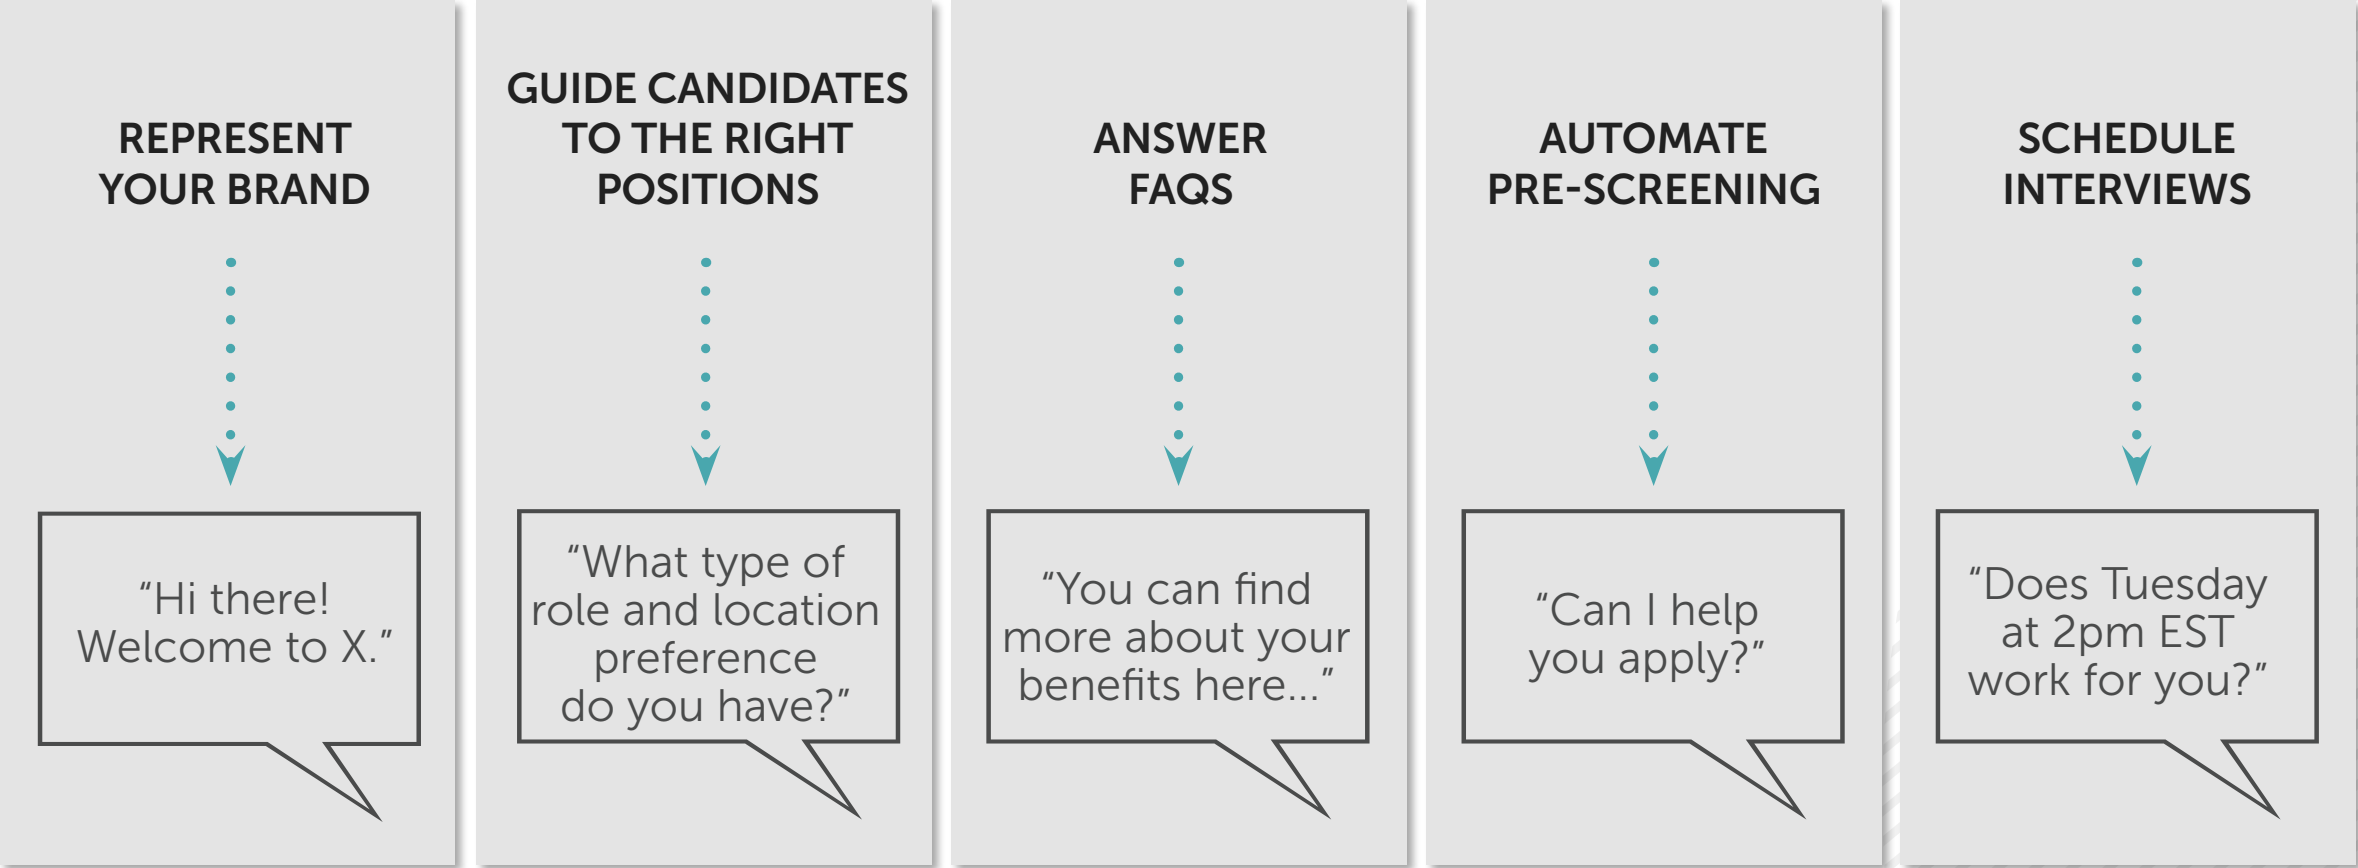 REPRESENT
YOUR BRAND
“Hi there!
Welcome to X.”
GUIDE CANDIDATES
TO THE RIGHT
POSITIONS
“What type of
role and location
preference
do you have?”
ANSWER
FAQS
“You can find
more about your
benefits here...”
AUTOMATE
PRE-SCREENING
“Can I help
you apply?”
SCHEDULE
INTERVIEWS
“Does Tuesday
at 2pm EST
work for you?”